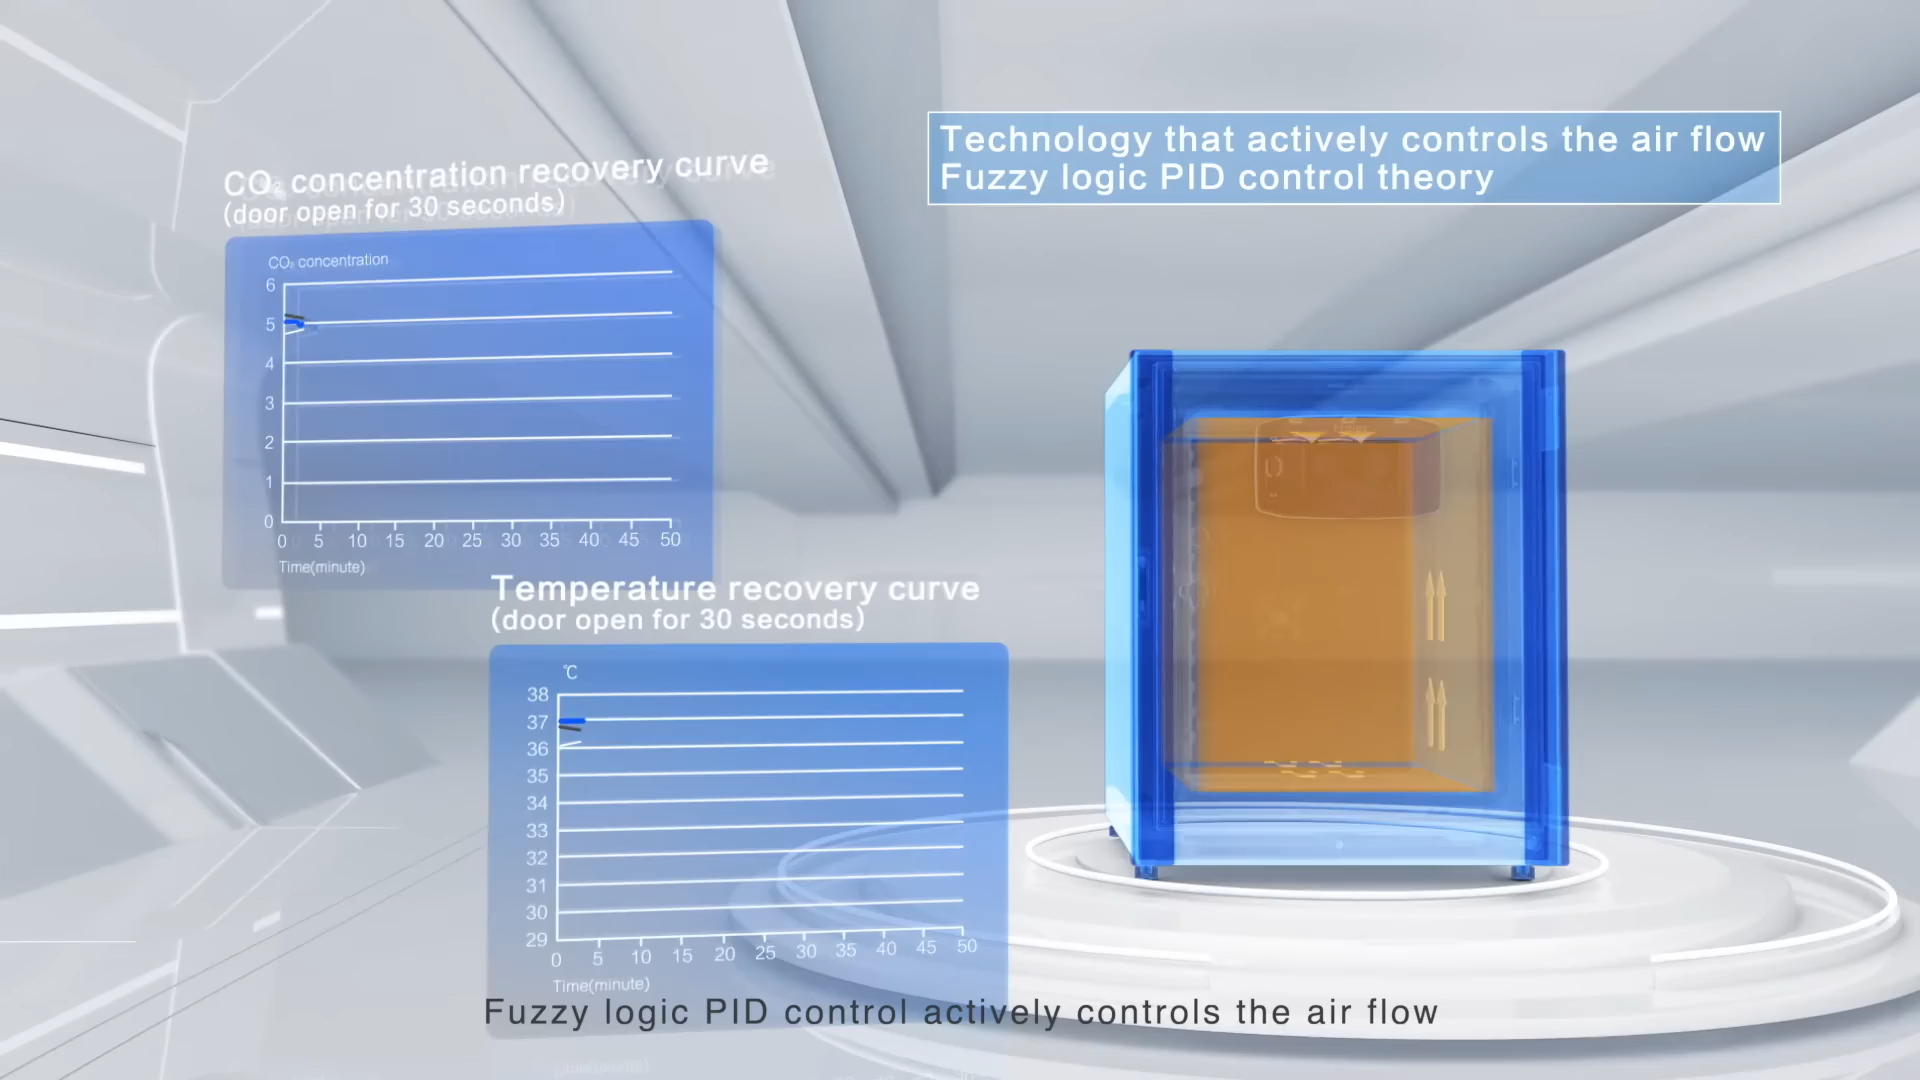 Technology that actively controls the air flow
Fuzzy logic PID control theory
CO₂ concentration recovery curve
(door open for 30 seconds)
CO₂ concentration
6
5
4
3
2
1
0
0 5 10 15 20 25 30 35 40 45 50
Time(minute)
Temperature recovery curve
(door open for 30 seconds)
℃
38
37
36
35
34
33
32
31
30
29
0 5 10 15 20 25 30 35 40 45 50
Time(minute)
Fuzzy logic PID control actively controls the air flow